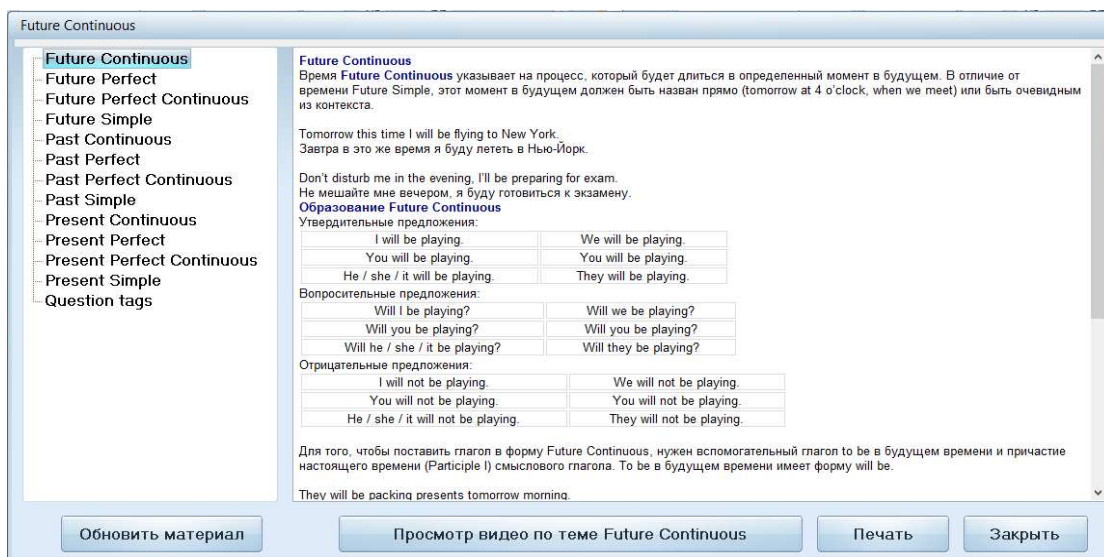 Future Continuous
Future Continuous
Future Perfect
Future Perfect Continuous
Future Simple
Past Continuous
Past Perfect
Past Perfect Continuous
Past Simple
Present Continuous
Present Perfect
Present Perfect Continuous
Present Simple
Question tags
Future Continuous
Время Future Continuous указывает на процесс, который будет длиться в определенный момент в будущем. В отличие от
времени Future Simple, этот момент в будущем должен быть назван прямо (tomorrow at 4 o'clock, when we meet) или быть очевидным
из контекста.
Tomorrow this time I will be flying to New York.
Завтра в это же время я буду лететь в Нью-Йорк.
Don't disturb me in the evening, I'll be preparing for exam.
Не мешайте мне вечером, я буду готовиться к экзамену.
Образование Future Continuous
Утвердительные предложения:
I will be playing. We will be playing.
You will be playing. You will be playing.
He / she / it will be playing. They will be playing.
Вопросительные предложения:
Will I be playing? Will we be playing?
Will you be playing? Will you be playing?
Will he / she / it be playing? Will they be playing?
Отрицательные предложения:
I will not be playing. We will not be playing.
You will not be playing. You will not be playing.
He / she / it will not be playing. They will not be playing.
Для того, чтобы поставить глагол в форму Future Continuous, нужен вспомогательный глагол to be в будущем времени и причастие
настоящего времени (Participle I) смыслового глагола. To be в будущем времени имеет форму will be.
They will be packing presents tomorrow morning.
Обновить материал Просмотр видео по теме Future Continuous Печать Закрыть